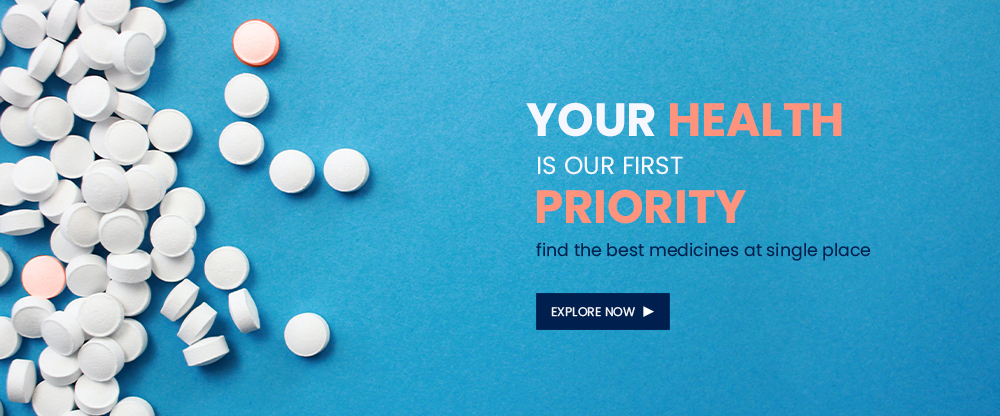 YOUR HEALTH
IS OUR FIRST
PRIORITY
find the best medicines at single place
EXPLORE NOW ▶